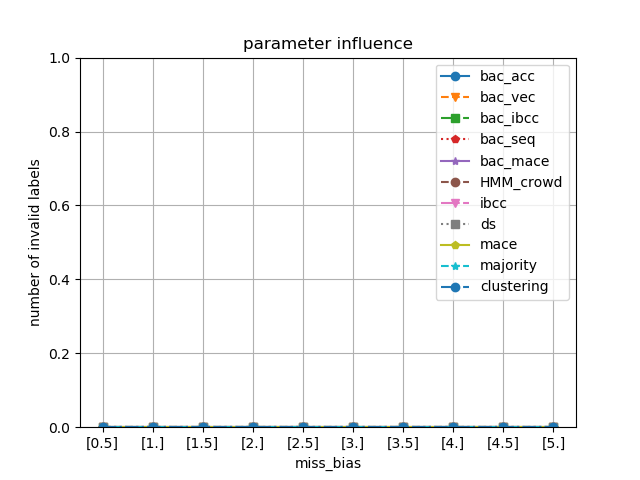 parameter influence
1.0
0.8
0.6
0.4
0.2
0.0
number of invalid labels
bac_acc
bac_vec
bac_ibcc
bac_seq
bac_mace
HMM_crowd
ibcc
ds
mace
majority
clustering
[0.5] [1.] [1.5] [2.] [2.5] [3.] [3.5] [4.] [4.5] [5.]
miss_bias